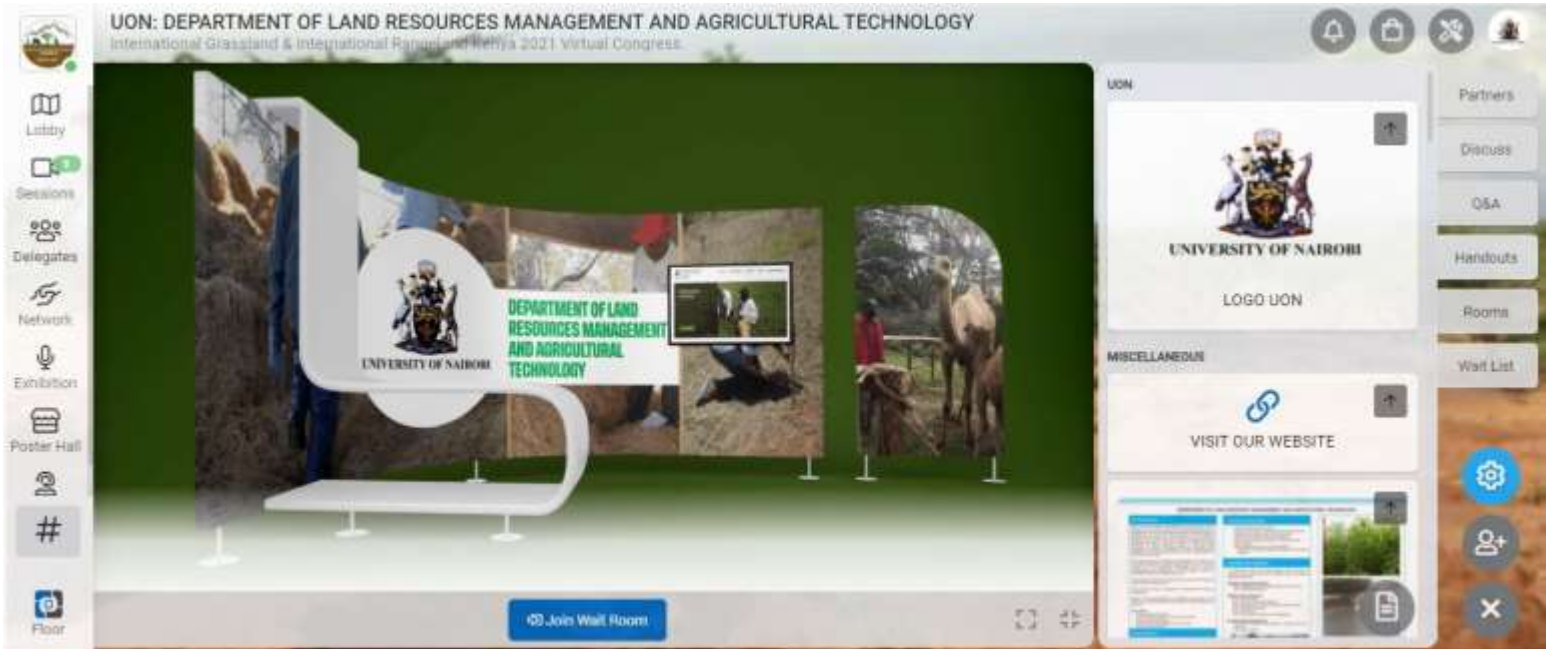 UON: DEPARTMENT OF LAND RESOURCES MANAGEMENT AND AGRICULTURAL TECHNOLOGY
International Grassland & International Rangeland Kenya 2021 Virtual Congress
Lobby
Sessions
Delegates
Network
Exhibition
Poster Hall
#
Floor
UNIVERSITY OF NAIROBI
DEPARTMENT OF LAND
RESOURCES MANAGEMENT
AND AGRICULTURAL
TECHNOLOGY
Join Wait Room
UON
UNIVERSITY OF NAIROBI
LOGO UON
MISCELLANEOUS
VISIT OUR WEBSITE
Partners
Discuss
Q&A
Handouts
Rooms
Wait List